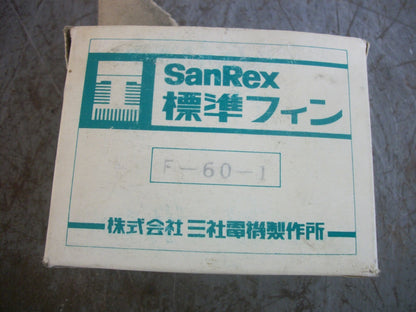 SanRex
標準フィン
F-60-1
株式会社 三社電機製作所